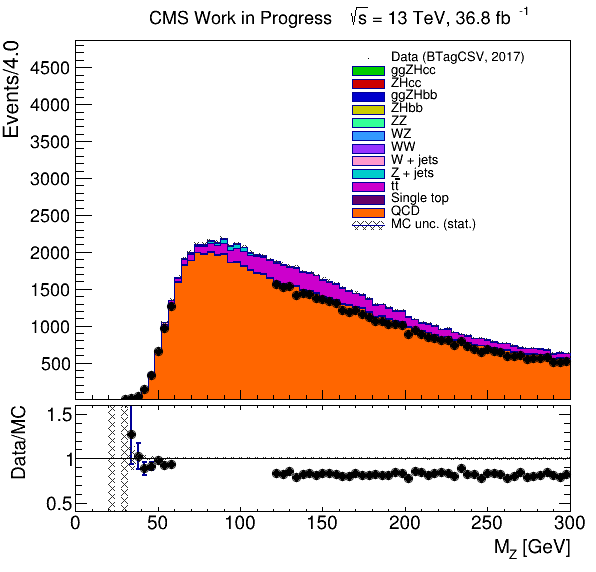 CMS Work in Progress √s = 13 TeV, 36.8 fb -1
Events/4.0
4500
4000
3500
3000
2500
2000
1500
1000
500
Data (BTagCSV, 2017)
ggZHcc
ZHcc
ggZHbb
ZHbb
ZZ
WZ
WW
W + jets
Z + jets
tt̅
Single top
QCD
MC unc. (stat.)
Data/MC
1.5
1
0.5
0 50 100 150 200 250 300
M_Z [GeV]